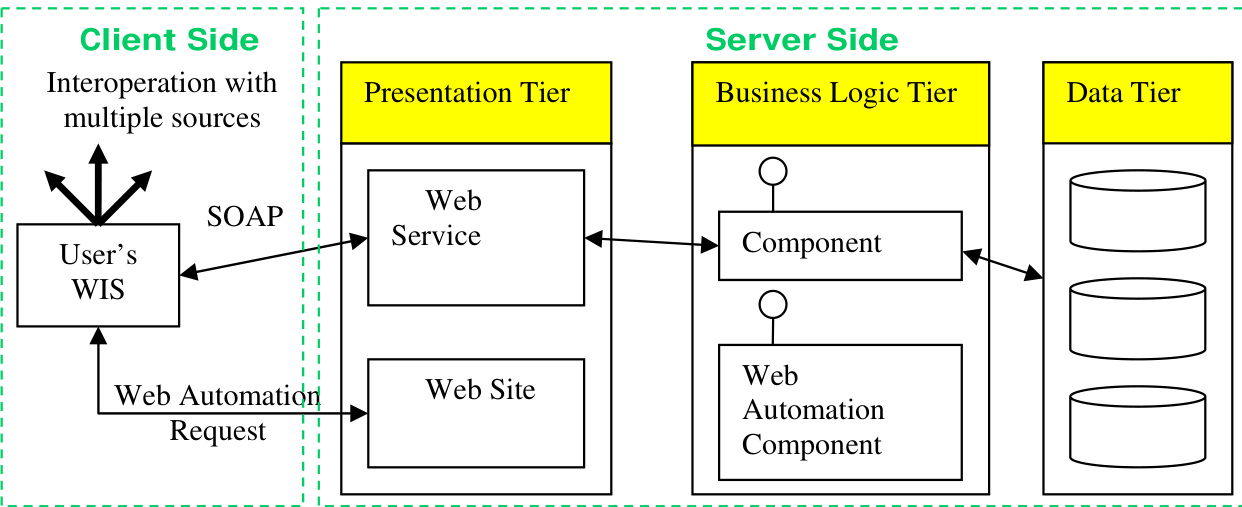 Client Side
Server Side
Interoperation with
multiple sources
Presentation Tier
Business Logic Tier
Data Tier
SOAP
User’s
WIS
Web
Service
Component
Web Automation
Request
Web Site
Web
Automation
Component